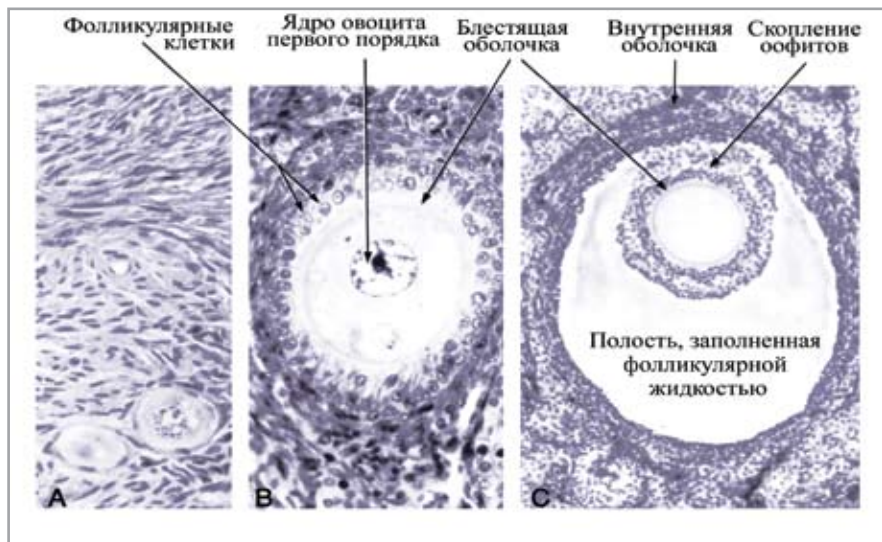 Фолликулярные
клетки
Ядро овоцита
первого порядка
Блестящая
оболочка
Внутренняя
оболочка
Скопление
оофитов
Полость, заполненная
фолликулярной
жидкостью
A
B
C